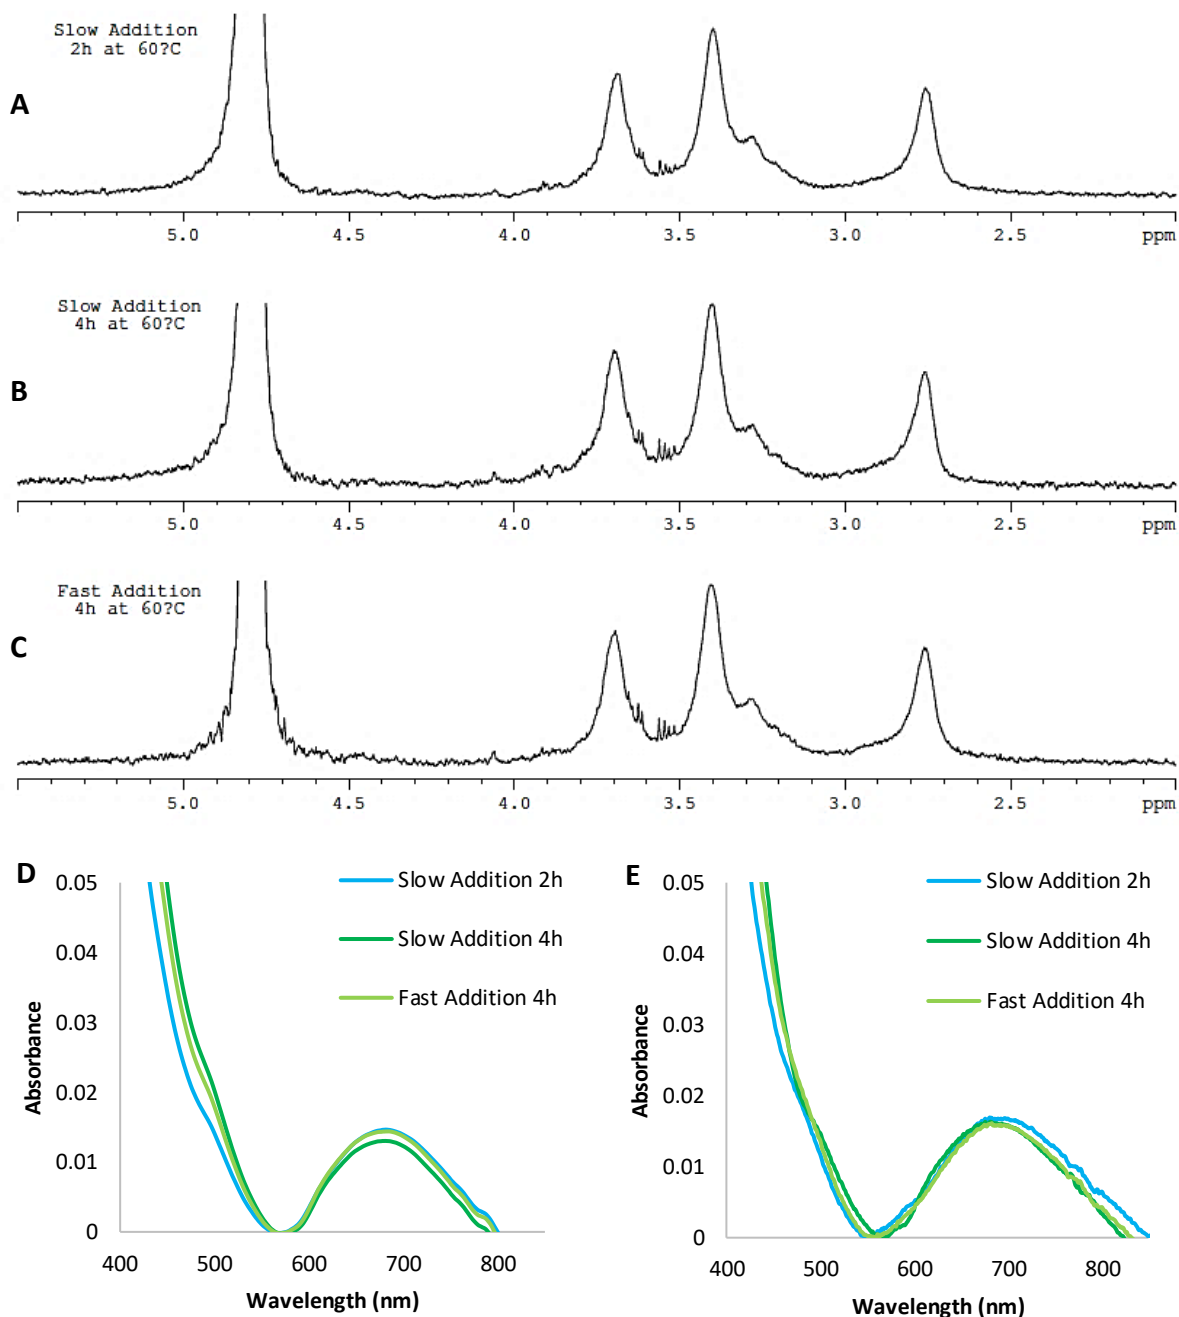 Slow Addition
2h at 60?C
A
5.0 4.5 4.0 3.5 3.0 2.5 ppm
Slow Addition
4h at 60?C
B
5.0 4.5 4.0 3.5 3.0 2.5 ppm
Fast Addition
4h at 60?C
C
5.0 4.5 4.0 3.5 3.0 2.5 ppm
D
Absorbance
0.05
0.04
0.03
0.02
0.01
0
400 500 600 700 800
Wavelength (nm)
Slow Addition 2h
Slow Addition 4h
Fast Addition 4h
E
Absorbance
0.05
0.04
0.03
0.02
0.01
0
400 500 600 700 800
Wavelength (nm)
Slow Addition 2h
Slow Addition 4h
Fast Addition 4h